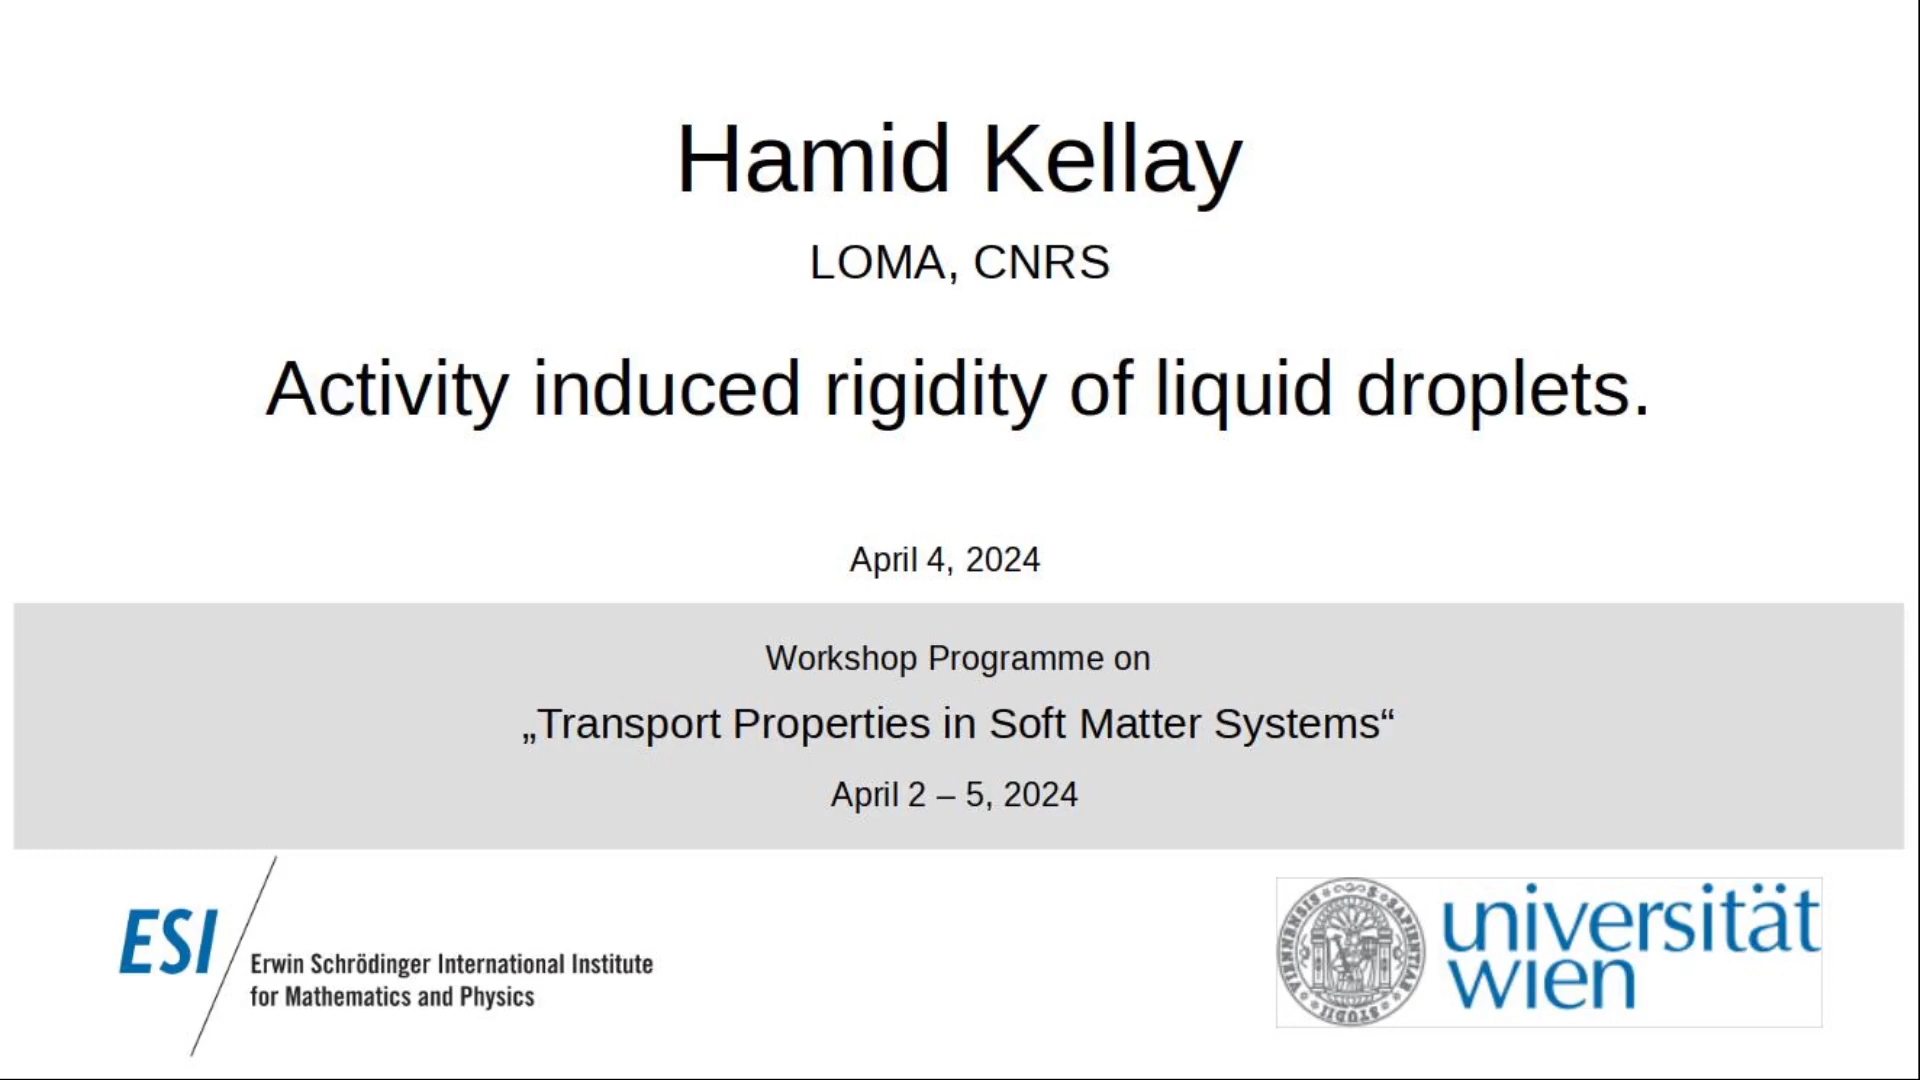 Hamid Kellay
LOMA, CNRS
Activity induced rigidity of liquid droplets.
April 4, 2024
Workshop Programme on
„Transport Properties in Soft Matter Systems“
April 2 – 5, 2024
ESI
Erwin Schrödinger International Institute
for Mathematics and Physics
universität
wien